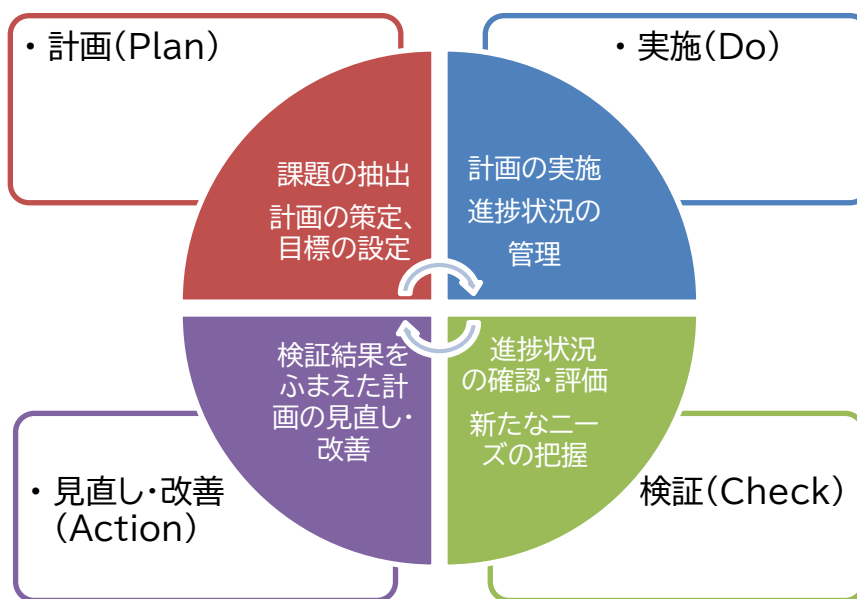 ・計画(Plan)
課題の抽出
計画の策定、
目標の設定
・実施(Do)
計画の実施
進捗状況の
管理
検証(Check)
進捗状況
の確認・評価
新たなニー
ズの把握
・見直し・改善
(Action)
検証結果を
ふまえた計
画の見直し・
改善